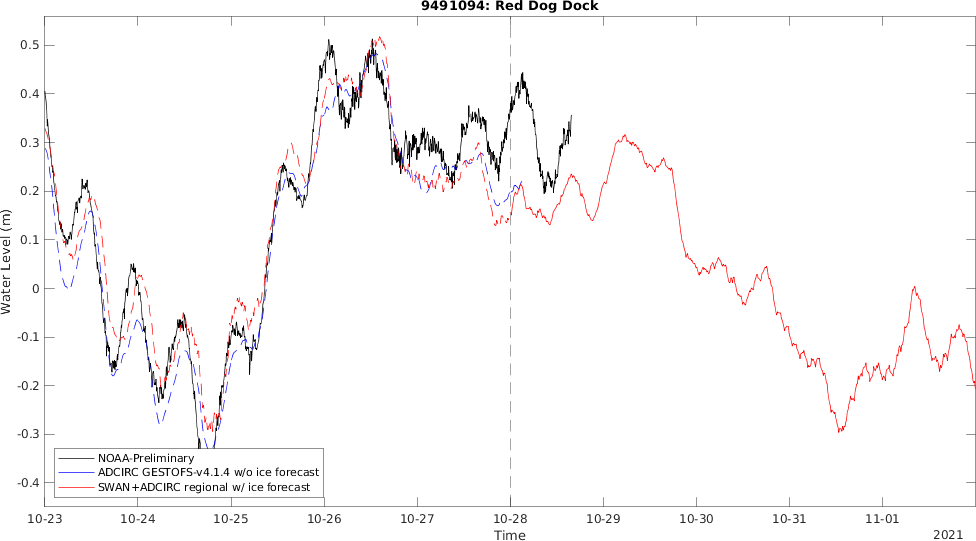 9491094: Red Dog Dock
0.5
0.4
0.3
0.2
0.1
0
-0.1
-0.2
-0.3
-0.4
Water Level (m)
NOAA-Preliminary
ADCIRC GESTOFS-v4.1.4 w/o ice forecast
SWAN+ADCIRC regional w/ ice forecast
10-23 10-24 10-25 10-26 10-27 10-28 10-29 10-30 10-31 11-01
Time
2021